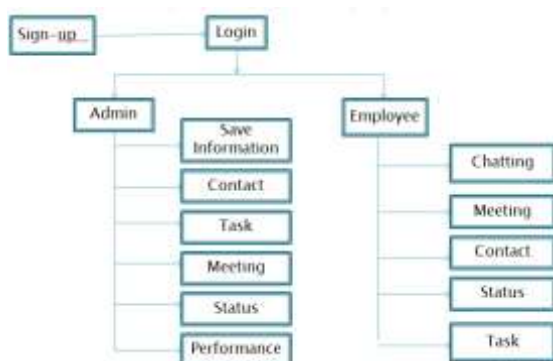 Sign-up
Login
Admin
Employee
Save
Information
Contact
Task
Meeting
Status
Performance
Chatting
Meeting
Contact
Status
Task